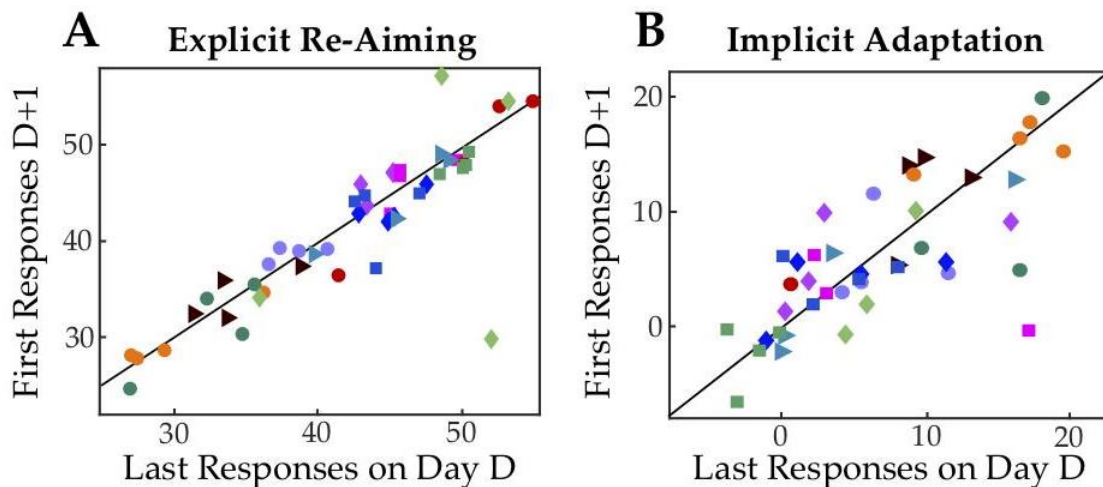 A
Explicit Re-Aiming
First Responses D+1
50
40
30
30 40 50
Last Responses on Day D
B
Implicit Adaptation
First Responses D+1
20
10
0
0 10 20
Last Responses on Day D